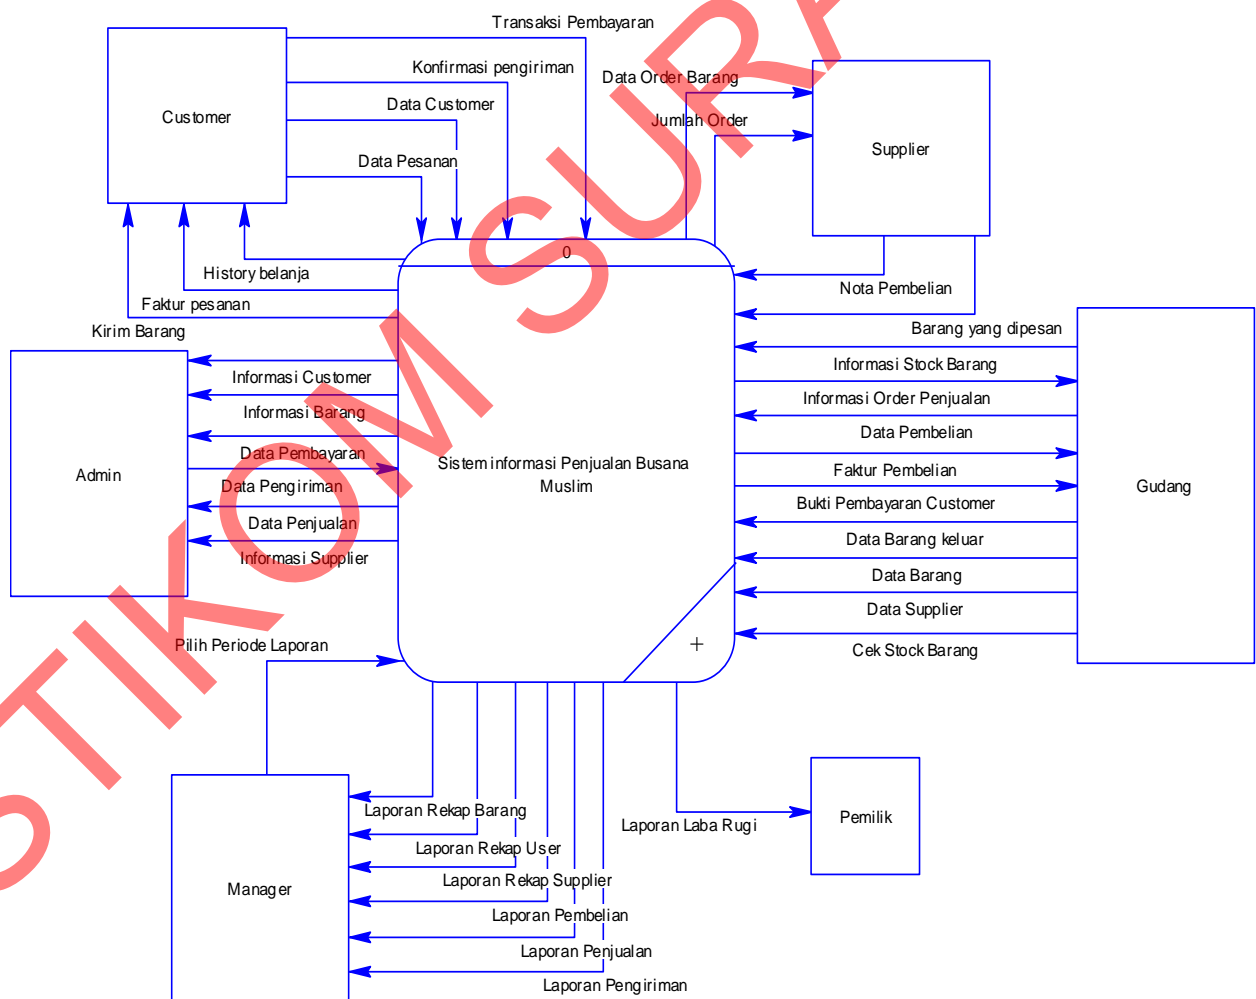 Transaksi Pembayaran
Konfirmasi pengiriman
Data Customer
Data Pesanan
Customer
Data Order Barang
Jumlah Order
Supplier
0
History belanja
Faktur pesanan
Kirim Barang
Nota Pembelian
Barang yang dipesan
Informasi Customer
Informasi Barang
Data Pembayaran
Data Pengiriman
Data Penjualan
Informasi Supplier
Admin
Sistem informasi Penjualan Busana
Muslim
Informasi Stock Barang
Informasi Order Penjualan
Data Pembelian
Faktur Pembelian
Bukti Pembayaran Customer
Data Barang keluar
Data Barang
Data Supplier
Cek Stock Barang
Gudang
+
Pilih Periode Laporan
Laporan Rekap Barang
Laporan Rekap User
Laporan Rekap Supplier
Laporan Pembelian
Laporan Penjualan
Laporan Pengiriman
Manager
Laporan Laba Rugi
Pemilik
STIKOM SURA